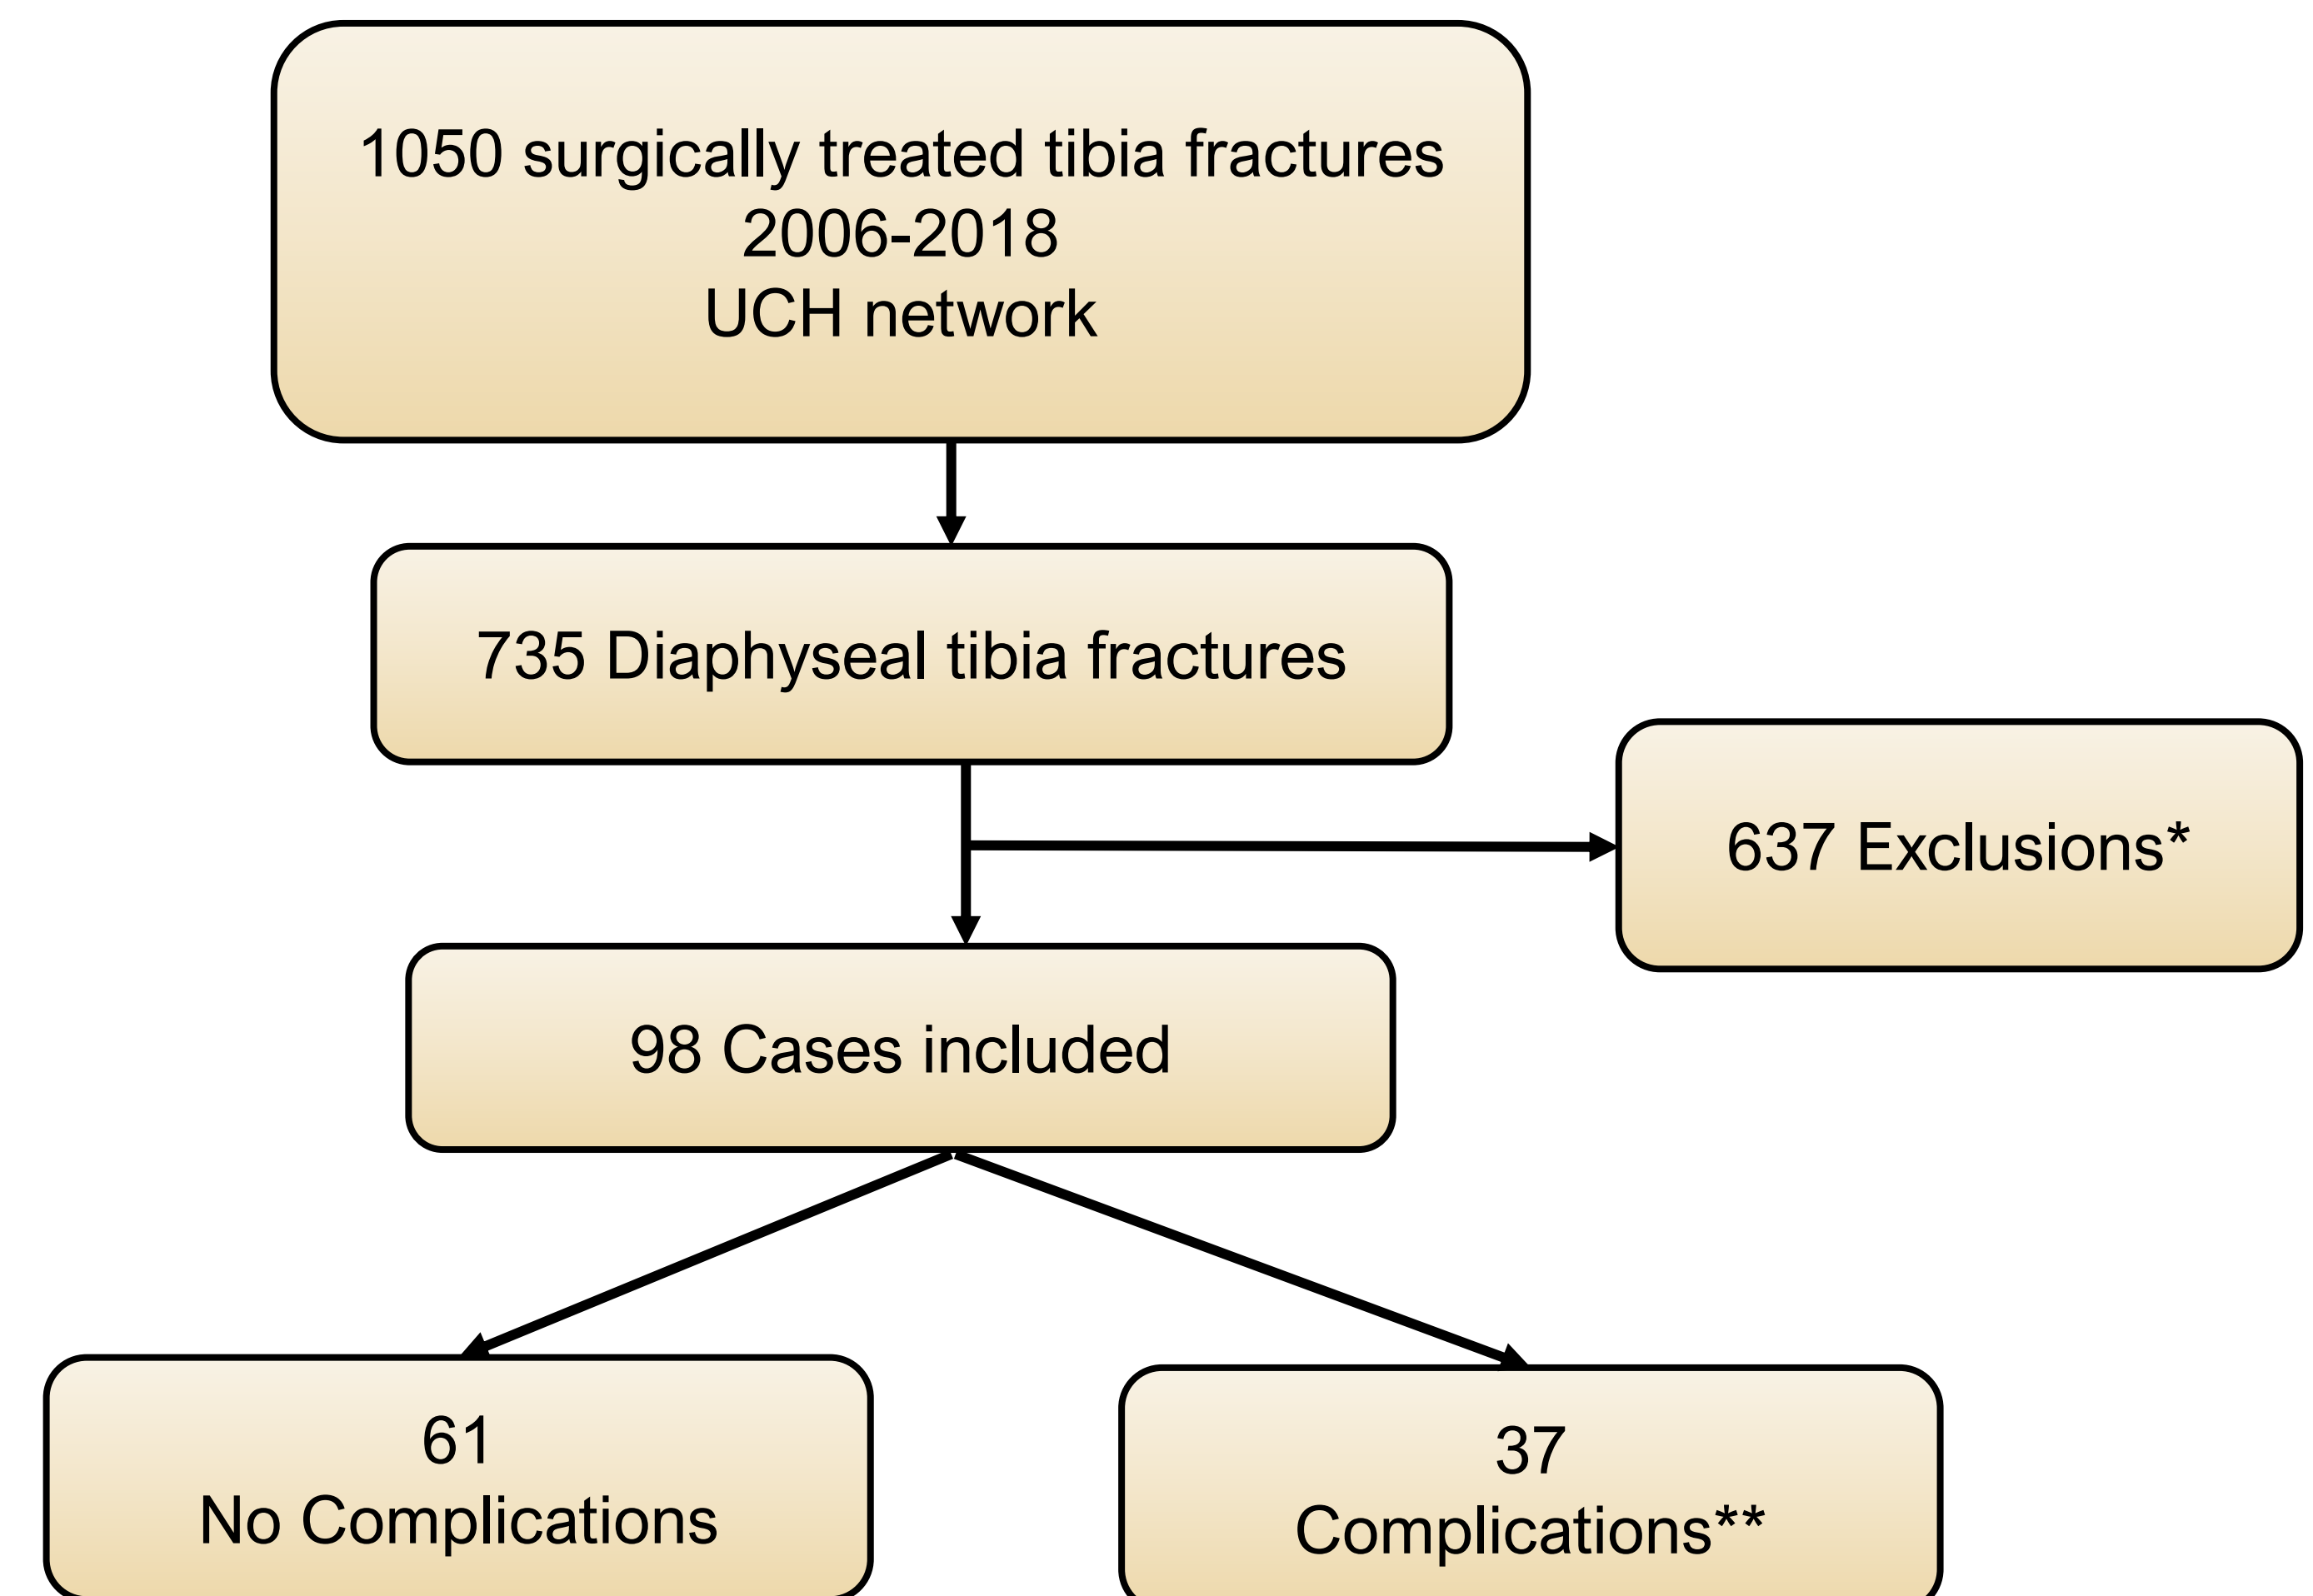 1050 surgically treated tibia fractures
2006-2018
UCH network
735 Diaphyseal tibia fractures
637 Exclusions*
98 Cases included
61
No Complications
37
Complications**